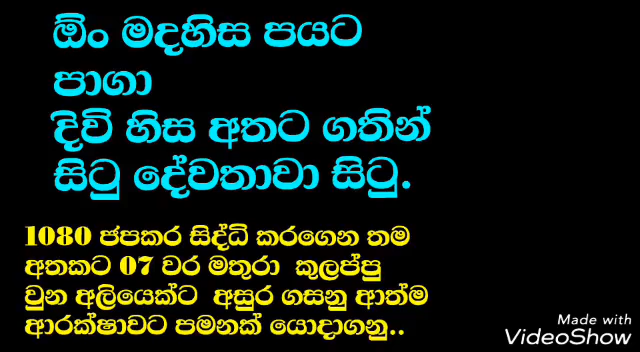 ඕං මදහිස පයට
පාගා
දිවි හිස අතට ගතින්
සිටු දේවතාවා සිටු.
1080 ජපකර සිද්ධි කරගෙන තම
අතකට 07 වර මතුරා කුලප්පු
වුන අලියෙක්ට අසුර ගසනු ආත්ම
ආරක්ෂාවට පමනක් යොදාගනු..
Made with
VideoShow